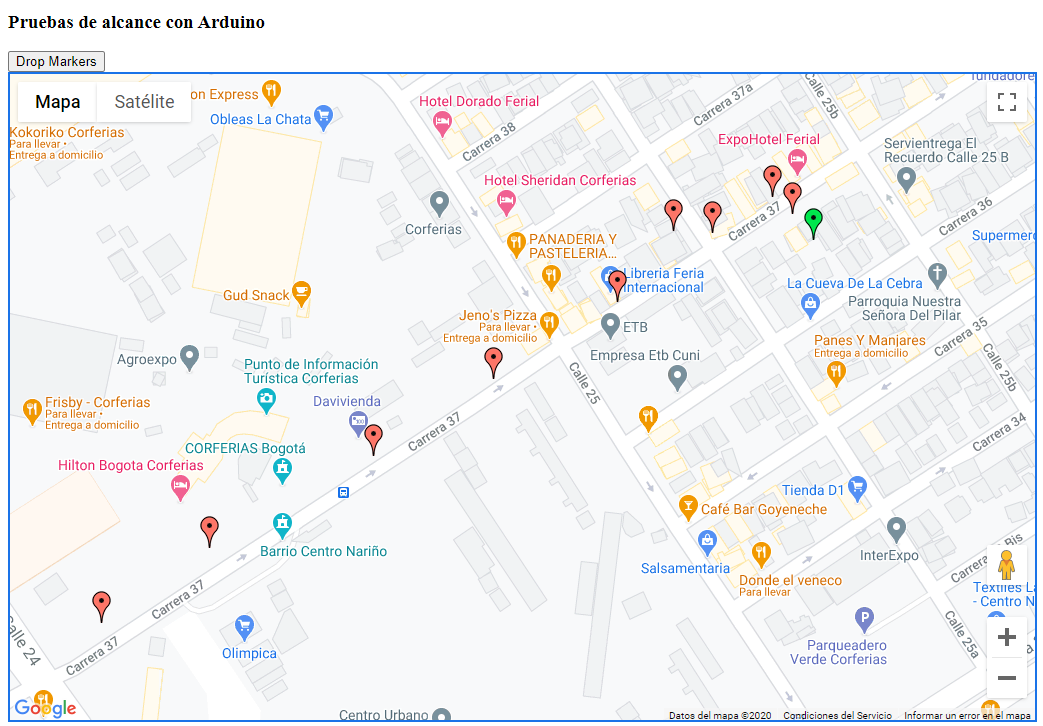 Pruebas de alcance con Arduino
Drop Markers
Mapa
Satélite
on Express
Obleas La Chata
Kokoriko Corferias
Para llevar •
Entrega a domicilio
Hotel Dorado Ferial
Carrera 38
Carrera 37a
Calle 25b
fundadore
ExpoHotel Ferial
Servientrega El
Recuerdo Calle 25 B
Hotel Sheridan Corferias
Corferias
Carrera 37
Carrera 36
PANADERIA Y
PASTELERIA...
Supermerc
Libreria Feria
Internacional
La Cueva De La Cebra
Parroquia Nuestra
Señora Del Pilar
Gud Snack
Jeno's Pizza
Para llevar •
Entrega a domicilio
ETB
Empresa Etb Cuni
Panes Y Manjares
Entrega a domicilio
Carrera 35
Calle 25b
Agroexpo
Punto de Información
Turística Corferias
Calle 25
Frisby - Corferias
Para llevar •
Entrega a domicilio
Davivienda
Carrera 37
Carrera 34
CORFERIAS Bogotá
Hilton Bogota Corferias
Tienda D1
Café Bar Goyeneche
Barrio Centro Nariño
InterExpo
Carrera
Bis
Salsamentaria
Donde el veneco
Para llevar
Textiles La
- Centro N
Carrera 37
Calle 24
Carrera 37
Olimpica
Parqueadero
Verde Corferias
Calle 25a
Google
Centro Urbano
Datos del mapa ©2020
Condiciones del Servicio
Informar un error en el mapa